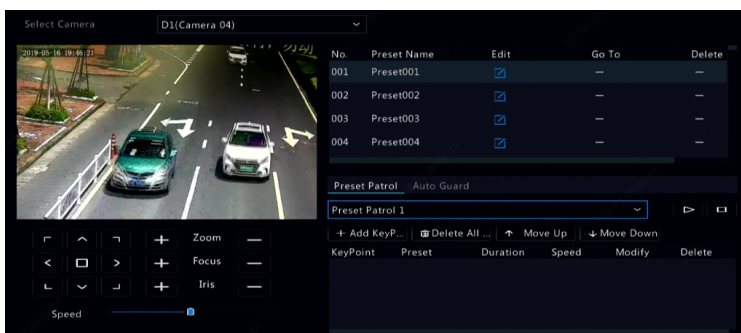 Select Camera D1(Camera 04)
2019-05-16 19:46:21
No. Preset Name Edit Go To Delete
001 Preset001
002 Preset002
003 Preset003
004 Preset004
Preset Patrol Auto Guard
Preset Patrol 1
Add KeyP... Delete All ... Move Up Move Down
KeyPoint Preset Duration Speed Modify Delete
Zoom
Focus
Iris
Speed